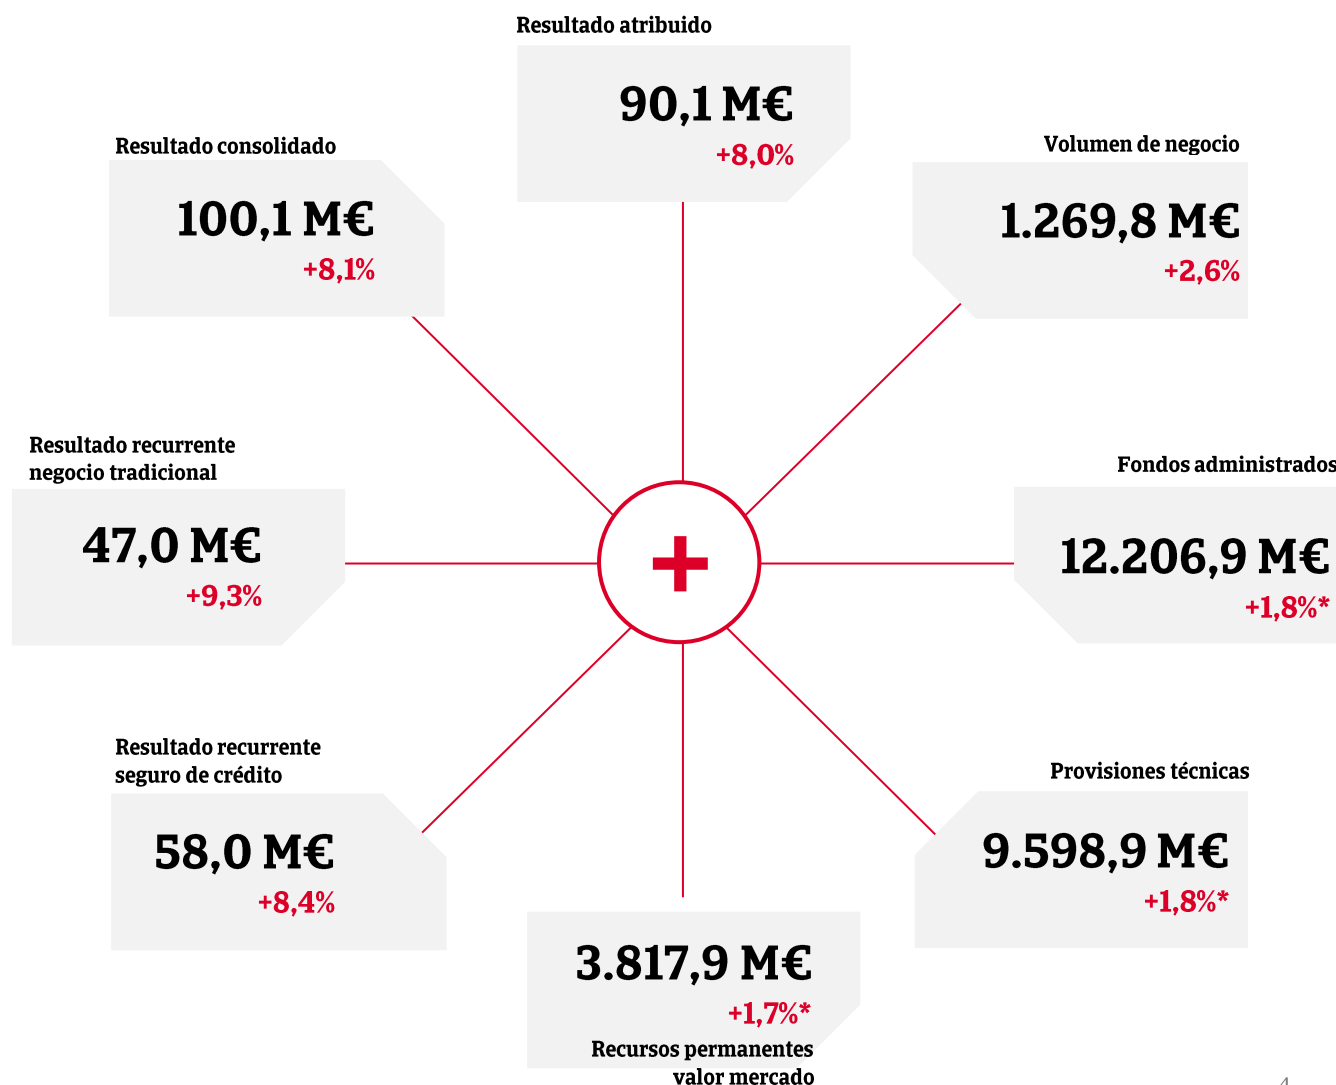 Resultado atribuido
90,1 M€
+8,0%
Resultado consolidado
100,1 M€
+8,1%
Volumen de negocio
1.269,8 M€
+2,6%
Resultado recurrente
negocio tradicional
47,0 M€
+9,3%
Fondos administrados
12.206,9 M€
+1,8%*
Resultado recurrente
seguro de crédito
58,0 M€
+8,4%
Provisiones técnicas
9.598,9 M€
+1,8%*
3.817,9 M€
+1,7%*
Recursos permanentes
valor mercado
4